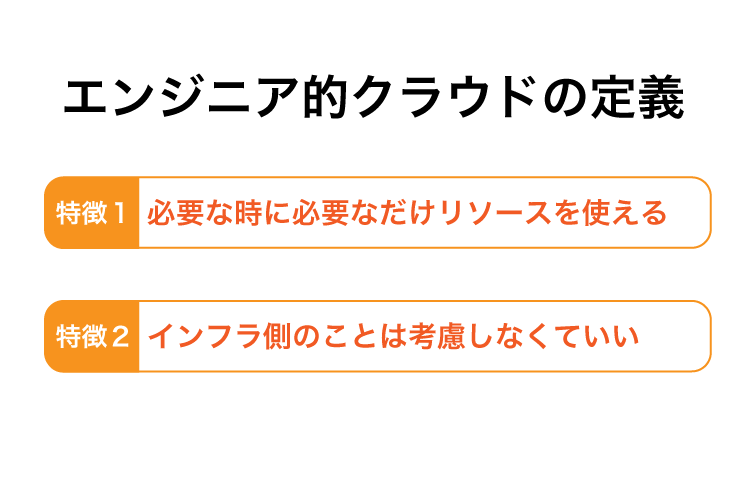 エンジニア的クラウドの定義
特徴１ 必要な時に必要なだけリソースを使える
特徴２ インフラ側のことは考慮しなくていい